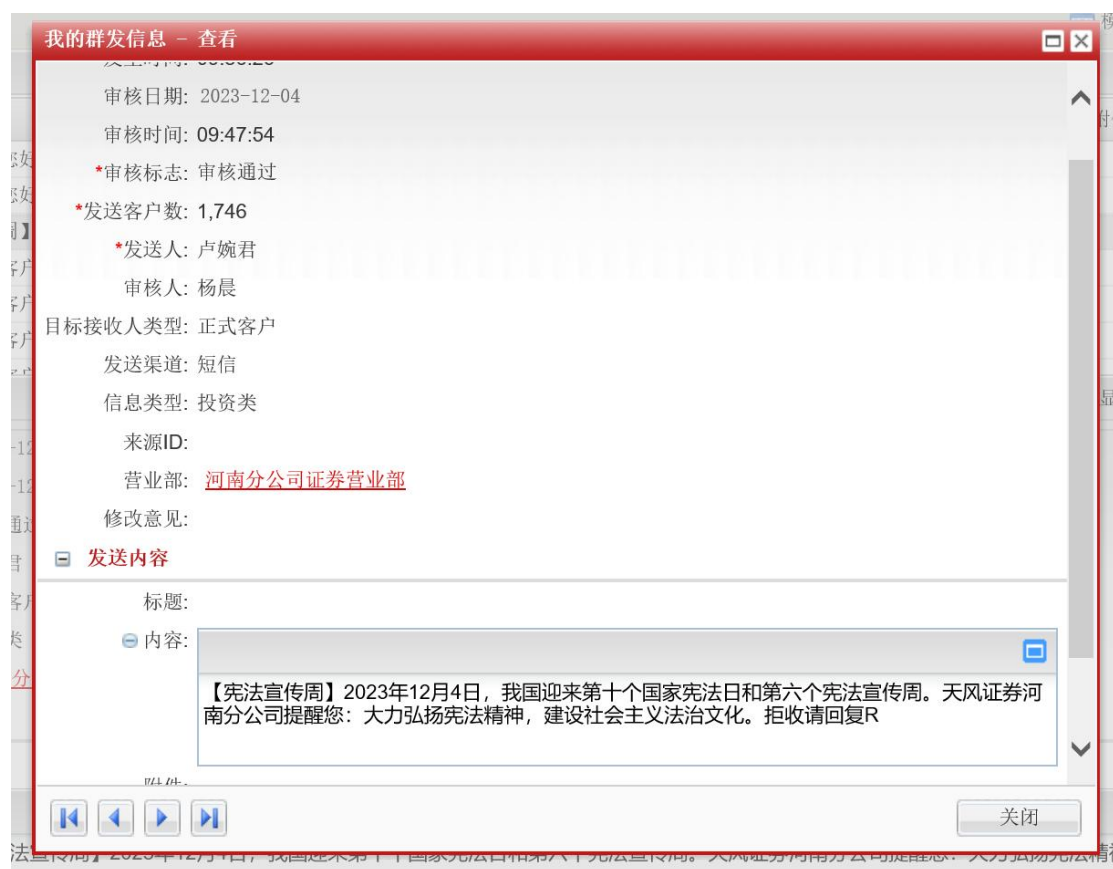 我的群发信息 - 查看
审核日期: 2023-12-04
审核时间: 09:47:54
*审核标志: 审核通过
*发送客户数: 1,746
*发送人: 卢婉君
审核人: 杨晨
目标接收人类型: 正式客户
发送渠道: 短信
信息类型: 投资类
来源ID:
营业部: 河南分公司证券营业部
修改意见:
发送内容
标题:
内容:
【宪法宣传周】2023年12月4日，我国迎来第十个国家宪法日和第六个宪法宣传周。天风证券河
南分公司提醒您：大力弘扬宪法精神，建设社会主义法治文化。拒收请回复R
关闭